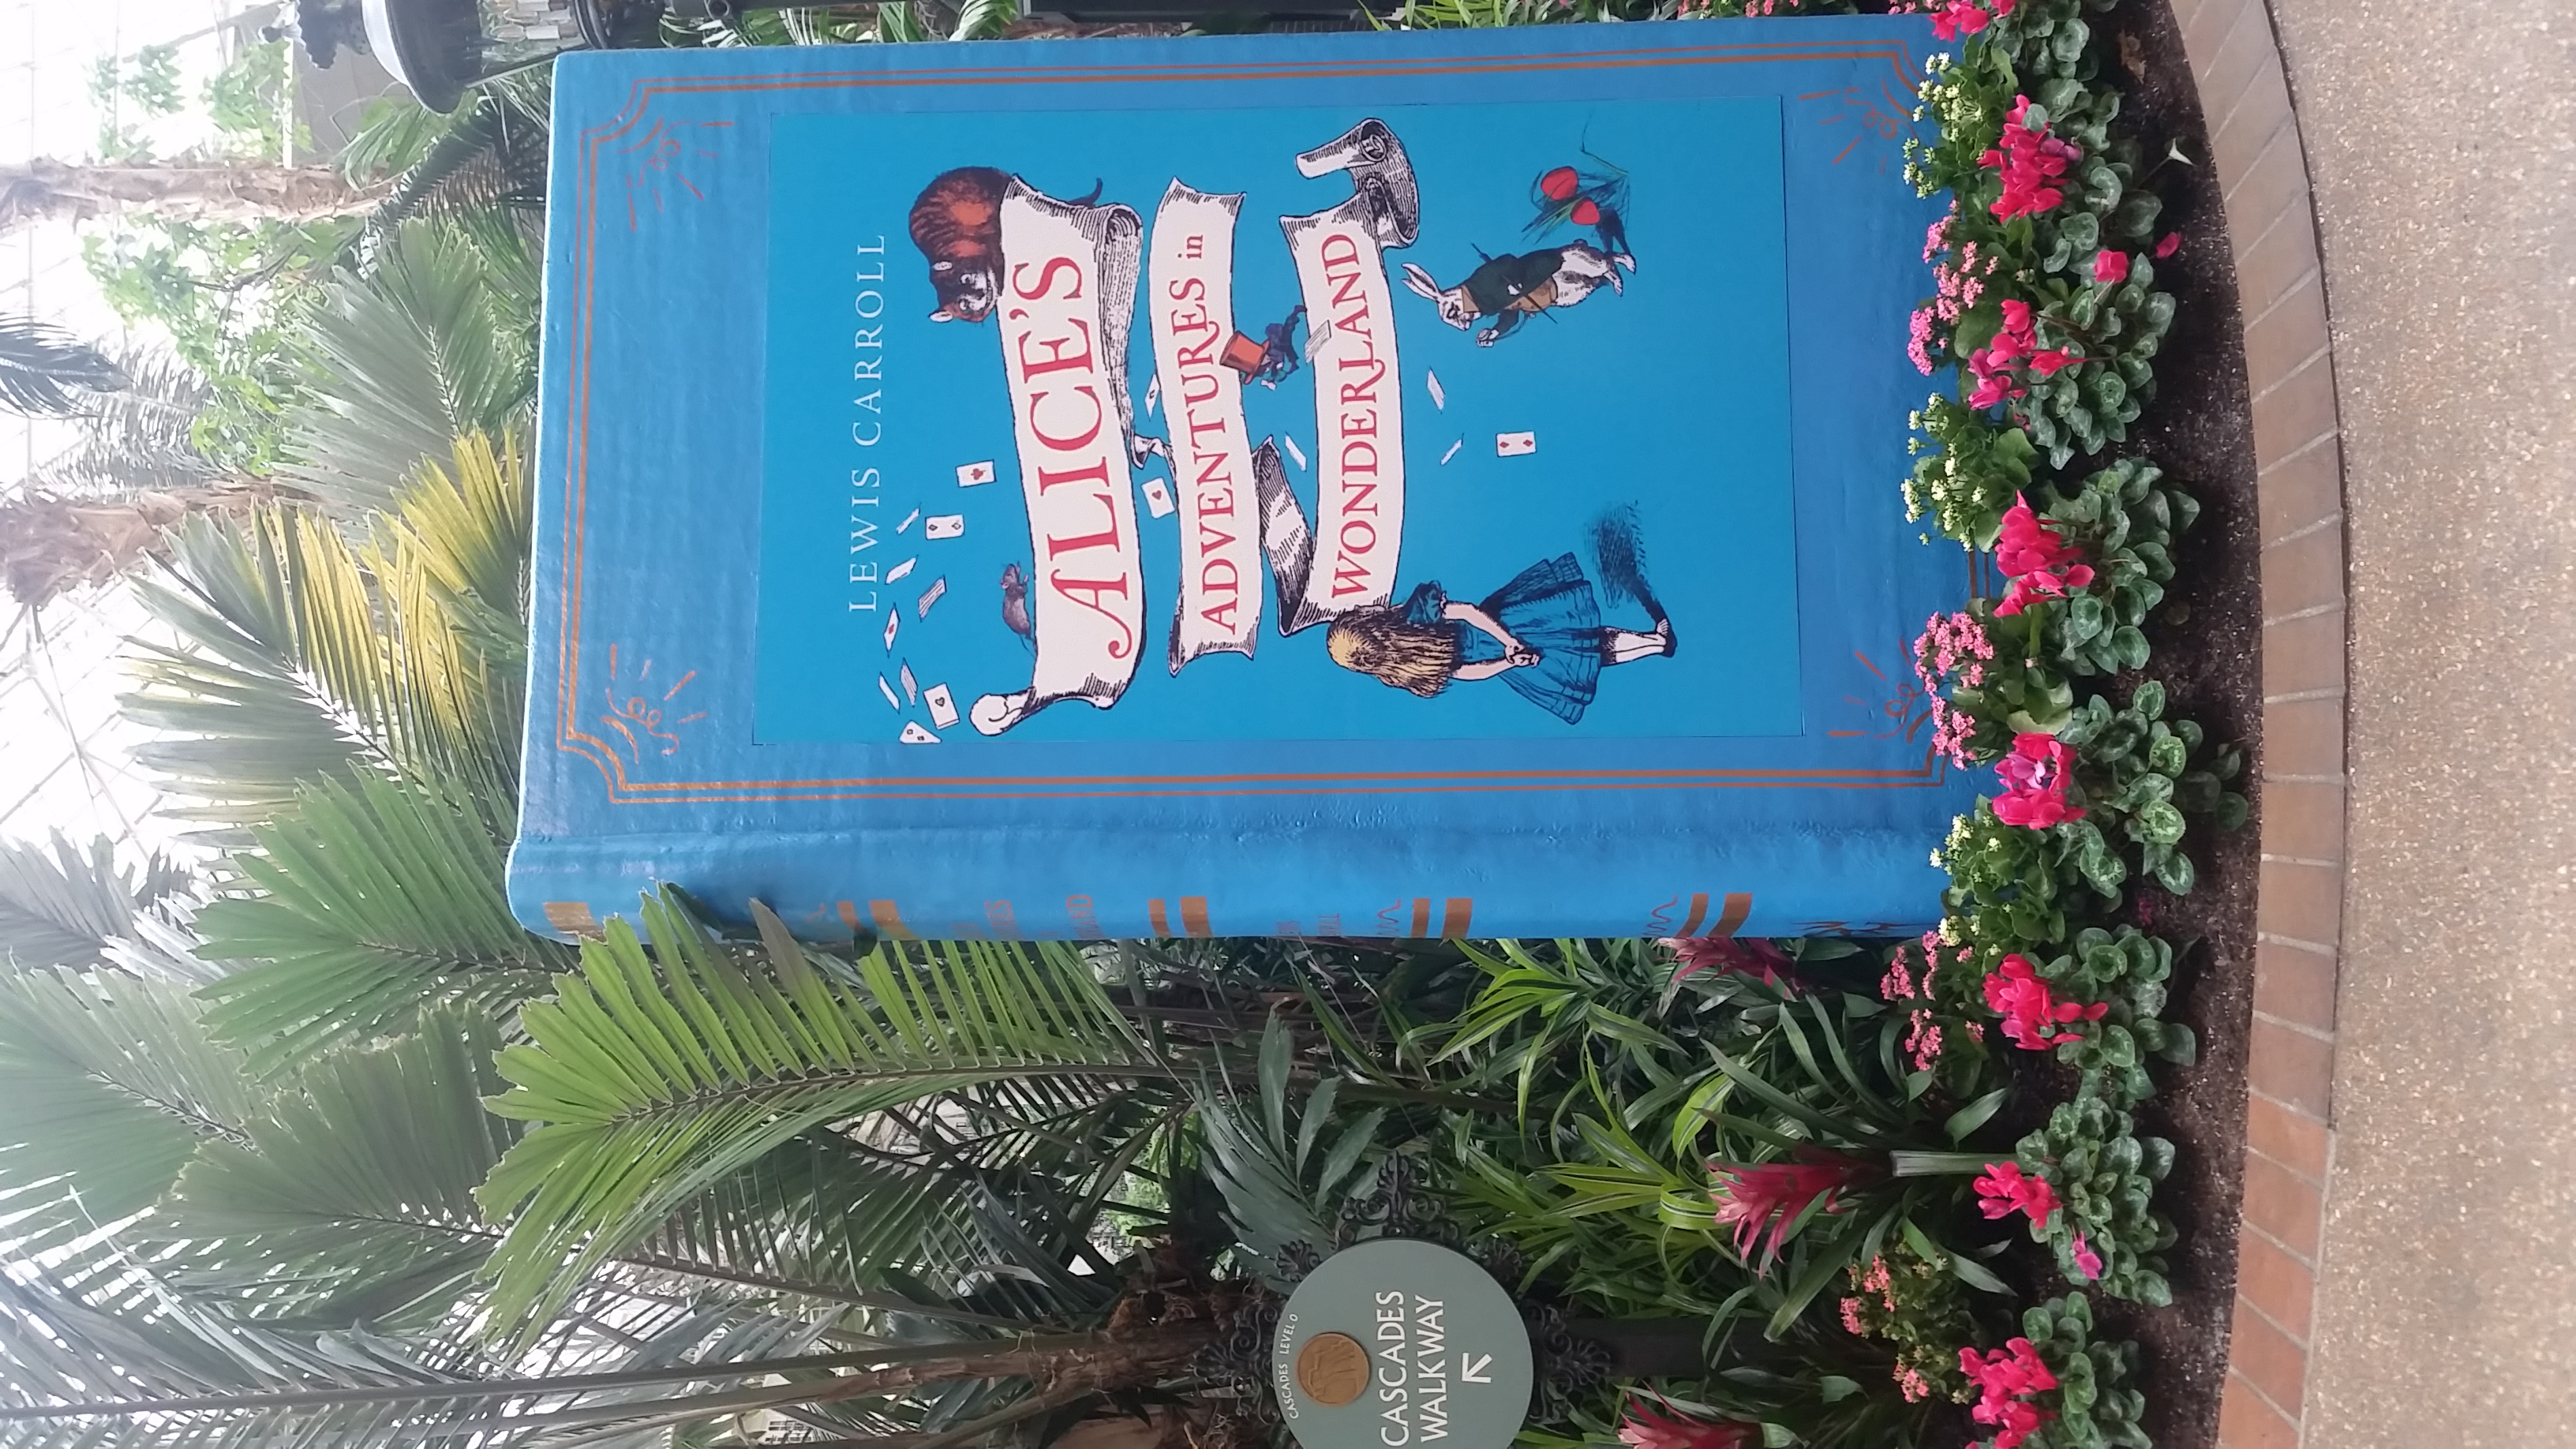 LEWIS CARROLL
ALICE'S
ADVENTURES in
WONDERLAND
CASCADES LEVEL 0
CASCADES
WALKWAY